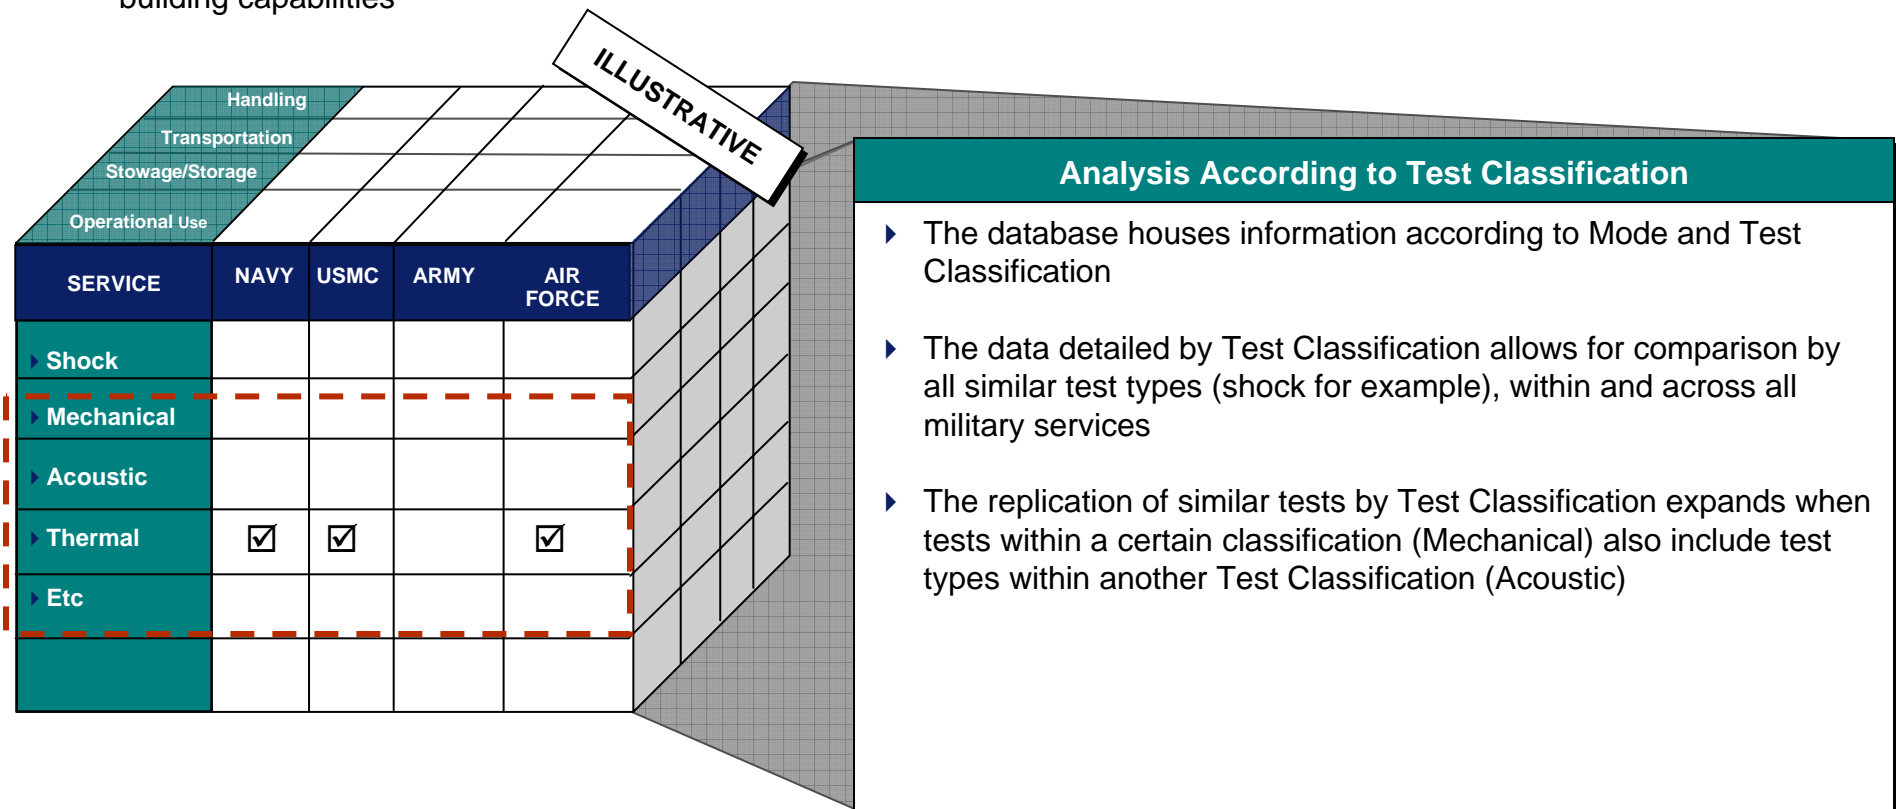 building capabilities
ILLUSTRATIVE
Handling
Transportation
Stowage/Storage
Operational Use
SERVICE
NAVY
USMC
ARMY
AIR
FORCE
Shock
Mechanical
Acoustic
Thermal
Etc
Analysis According to Test Classification
The database houses information according to Mode and Test
Classification
The data detailed by Test Classification allows for comparison by
all similar test types (shock for example), within and across all
military services
The replication of similar tests by Test Classification expands when
tests within a certain classification (Mechanical) also include test
types within another Test Classification (Acoustic)